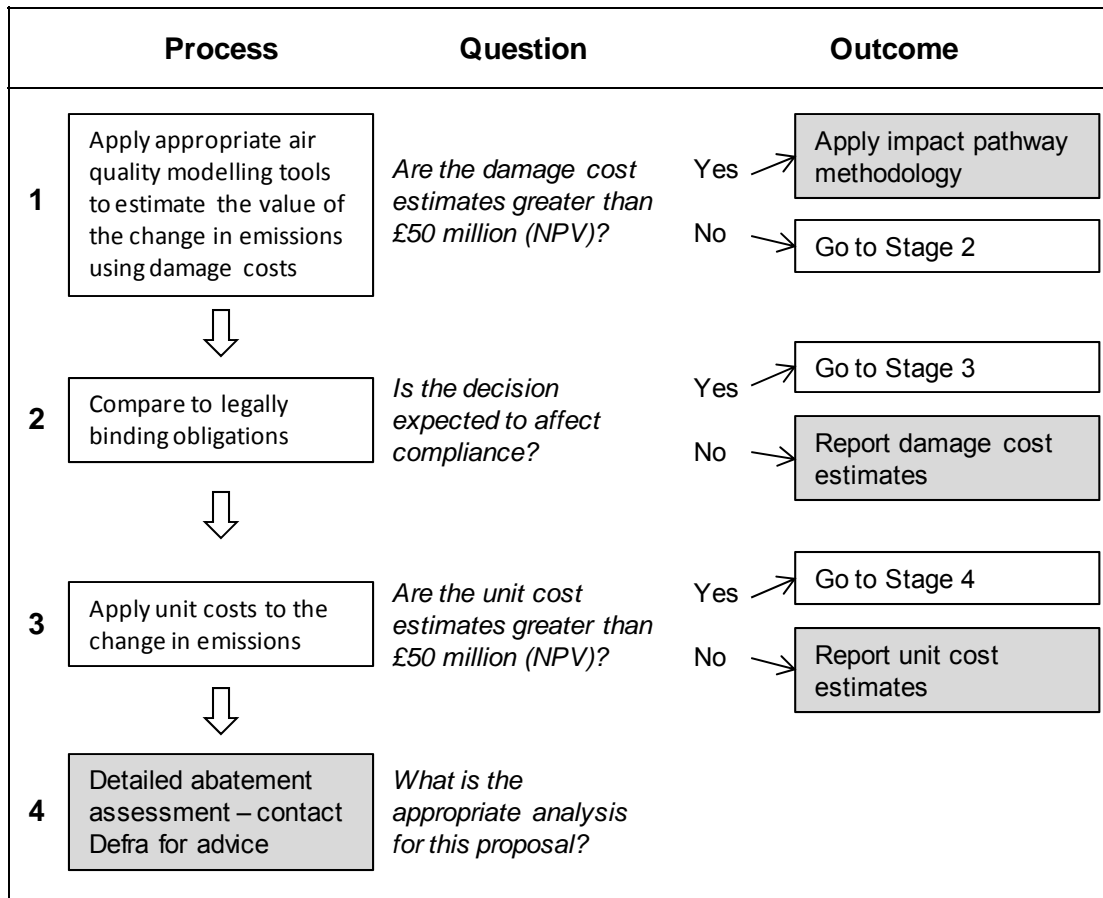 Process
Question
Outcome
1
Apply appropriate air
quality modelling tools
to estimate the value of
the change in emissions
using damage costs
Are the damage cost
estimates greater than
£50 million (NPV)?
Yes
Apply impact pathway
methodology
No
Go to Stage 2
2
Compare to legally
binding obligations
Is the decision
expected to affect
compliance?
Yes
Go to Stage 3
No
Report damage cost
estimates
3
Apply unit costs to the
change in emissions
Are the unit cost
estimates greater than
£50 million (NPV)?
Yes
Go to Stage 4
No
Report unit cost
estimates
4
Detailed abatement
assessment – contact
Defra for advice
What is the
appropriate analysis
for this proposal?